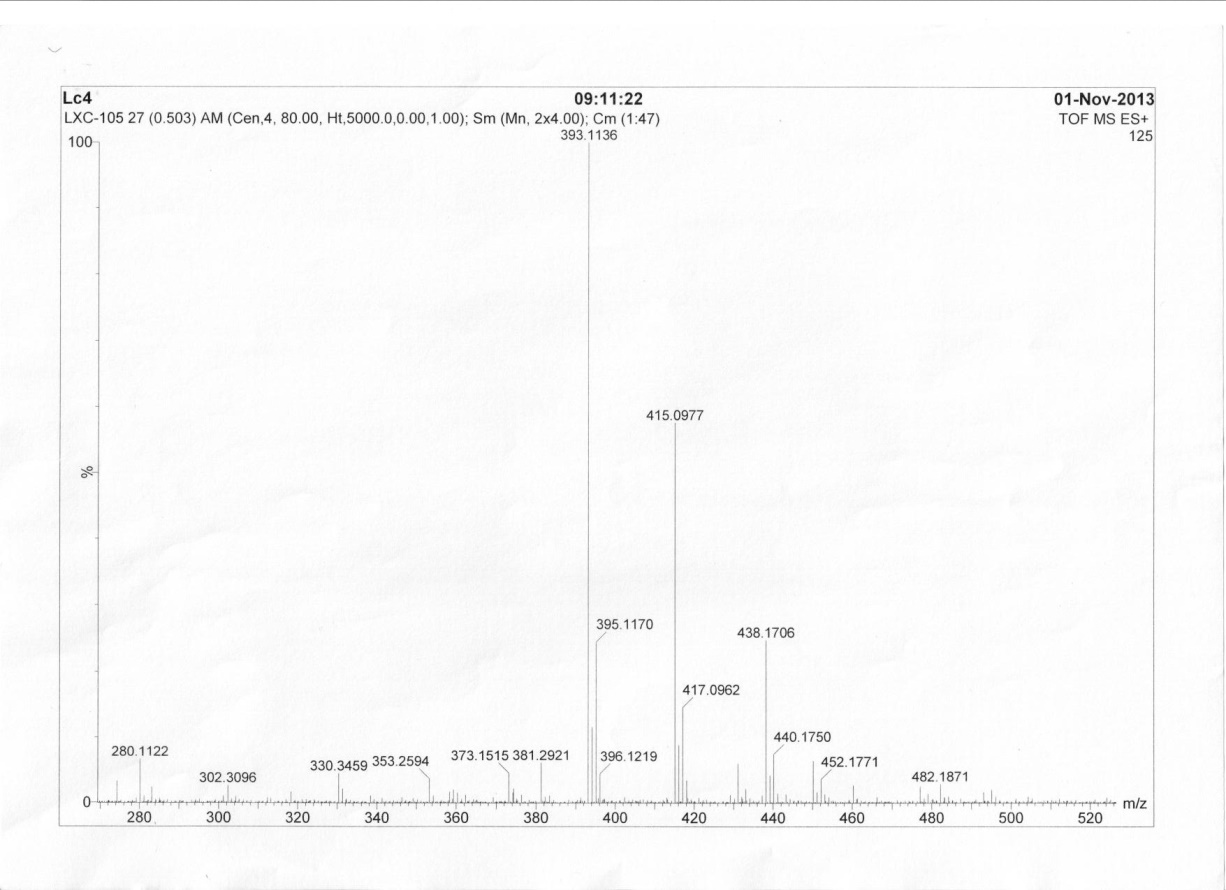 Lc4 09:11:22 01-Nov-2013
LXC-105 27 (0.503) AM (Cen,4, 80.00, Ht,5000.0,0.00,1.00); Sm (Mn, 2x4.00); Cm (1:47) TOF MS ES+
393.1136 125
100
415.0977
%
395.1170
438.1706
417.0962
440.1750
280.1122 373.1515 381.2921 396.1219
330.3459 353.2594 452.1771
302.3096 482.1871
0 m/z
280 300 320 340 360 380 400 420 440 460 480 500 520